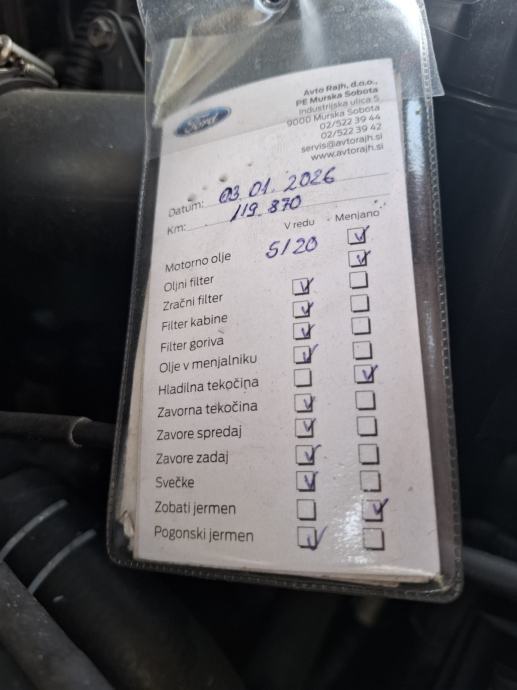 Ford
Avto Rajh, d.o.o.,
PE Murska Sobota
Industrijska ulica 5
9000 Murska Sobota
02/522 39 44
02/522 39 42
servis@avtorajh.si
www.avtorajh.si
Datum: 03. 01. 2026
Km: 119.870
V redu Menjano
Motorno olje 5/20
Oljni filter
Zračni filter
Filter kabine
Filter goriva
Olje v menjalniku
Hladilna tekočina
Zavorna tekočina
Zavore spredaj
Zavore zadaj
Svečke
Zobati jermen
Pogonski jermen